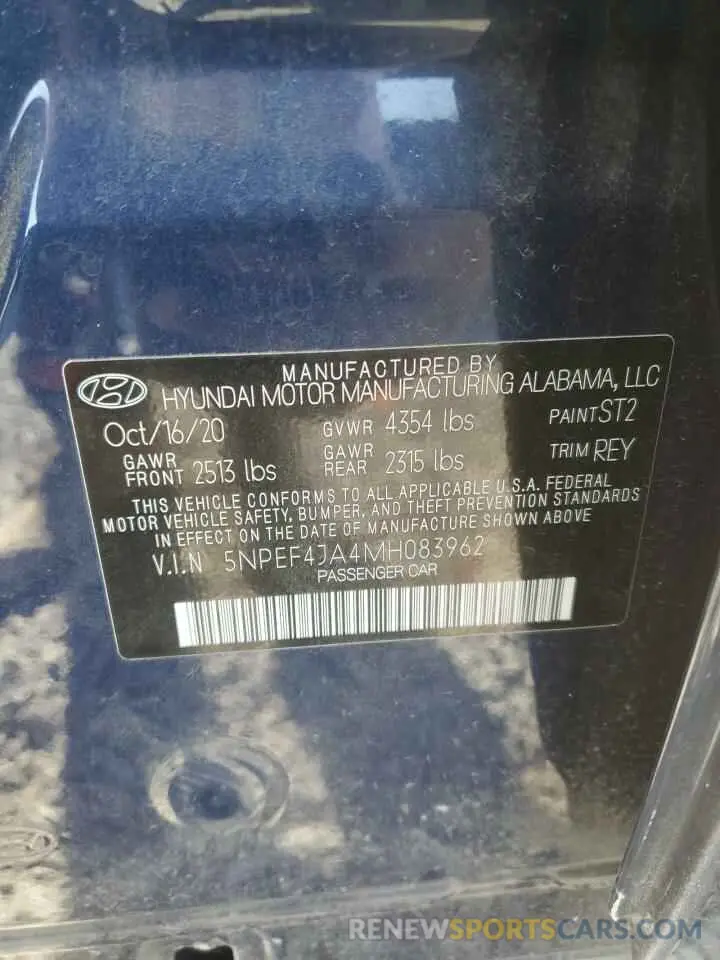 MANUFACTURED BY
HYUNDAI MOTOR MANUFACTURING ALABAMA, LLC
Oct/16/20 GVWR 4354 lbs PAINT ST2
GAWR FRONT 2513 lbs GAWR REAR 2315 lbs TRIM REY
THIS VEHICLE CONFORMS TO ALL APPLICABLE U.S.A. FEDERAL
MOTOR VEHICLE SAFETY, BUMPER, AND THEFT PREVENTION STANDARDS
IN EFFECT ON THE DATE OF MANUFACTURE SHOWN ABOVE
V.I.N 5NPEF4JA4MH083962
PASSENGER CAR
RENEWSPORTSCARS.COM